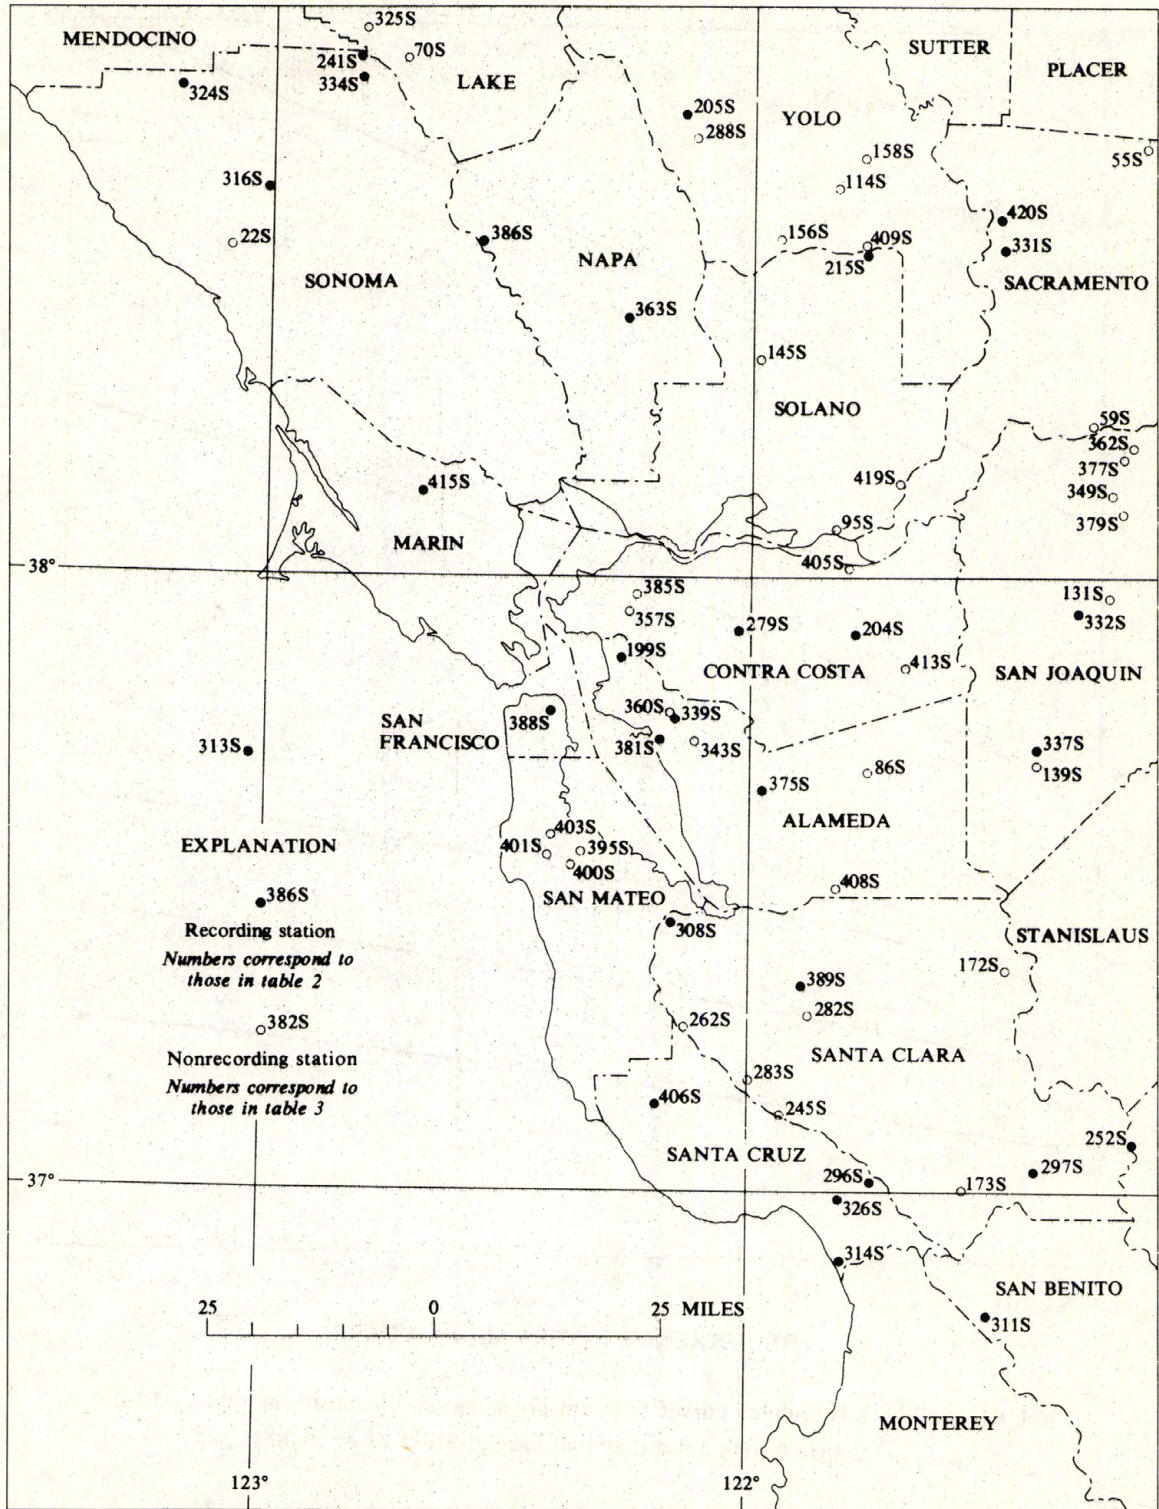 325S
MENDOCINO
SUTTER
241S
70S
PLACER
334S
LAKE
324S
205S
YOLO
288S
55S
158S
114S
316S
420S
22S
386S
156S
409S
331S
NAPA
215S
SONOMA
SACRAMENTO
363S
145S
SOLANO
59S
362S
377S
415S
419S
349S
379S
95S
MARIN
38°
405S
385S
131S
357S
332S
279S
204S
199S
413S
CONTRA COSTA
SAN JOAQUIN
360S
339S
388S
SAN
FRANCISCO
381S
343S
313S
337S
86S
139S
375S
ALAMEDA
403S
EXPLANATION
401S
395S
400S
408S
386S
SAN MATEO
Recording station
308S
STANISLAUS
Numbers correspond to
those in table 2
172S
389S
282S
382S
262S
Nonrecording station
SANTA CLARA
Numbers correspond to
those in table 3
283S
406S
245S
252S
SANTA CRUZ
296S
297S
37°
173S
326S
314S
SAN BENITO
25 0 25 MILES
311S
MONTEREY
123° 122°